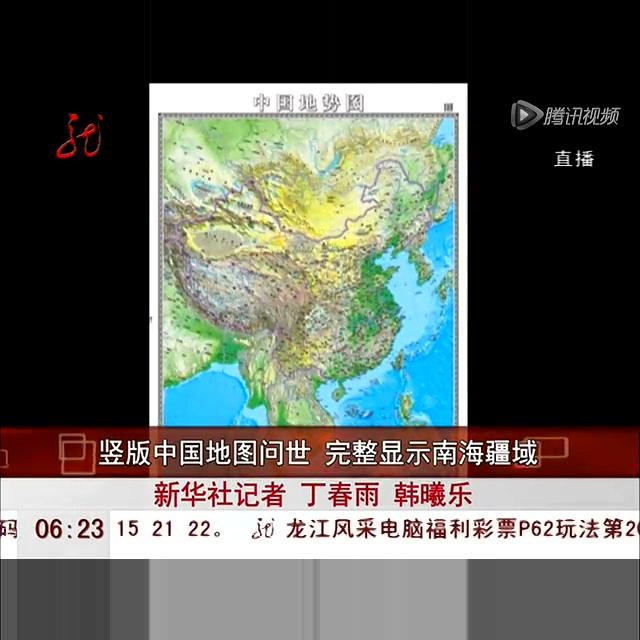 中国地势图
腾讯视频
直播
竖版中国地图问世 完整显示南海疆域
新华社记者 丁春雨 韩曦乐
码 06:23 15 21 22。 龙江风采电脑福利彩票P62玩法第20